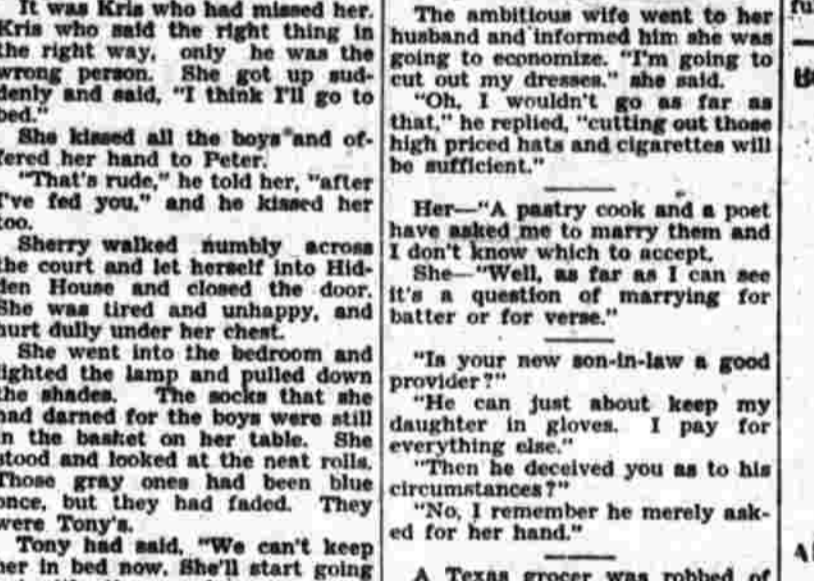 It was Kris who had missed her.
Kris who said the right thing in
the right way, only he was the
wrong person. She got up sud-
denly and said, "I think I'll go to
bed."
She kissed all the boys and of-
fered her hand to Peter.
"That's rude," he told her, "after
I've fed you," and he kissed her
too.
Sherry walked numbly across
the court and let herself into Hid-
den House and closed the door.
She was tired and unhappy, and
hurt dully under her chest.
She went into the bedroom and
lighted the lamp and pulled down
the shades. The socks that she
had darned for the boys were still
in the basket on her table. She
stood and looked at the neat rolls.
Those gray ones had been blue
once, but they had faded. They
were Tony's.
Tony had said, "We can't keep
her in bed now. She'll start going
The ambitious wife went to her
husband and informed him she was
going to economize. "I'm going to
cut out my dresses," she said.
"Oh, I wouldn't go as far as
that," he replied, "cutting out those
high priced hats and cigarettes will
be sufficient."
Her—"A pastry cook and a poet
have asked me to marry them and
I don't know which to accept.
She—"Well, as far as I can see
it's a question of marrying for
batter or for verse."
"Is your new son-in-law a good
provider?"
"He can just about keep my
daughter in gloves. I pay for
everything else."
"Then he deceived you as to his
circumstances?"
"No, I remember he merely ask-
ed for her hand."
A Texas grocer was robbed of